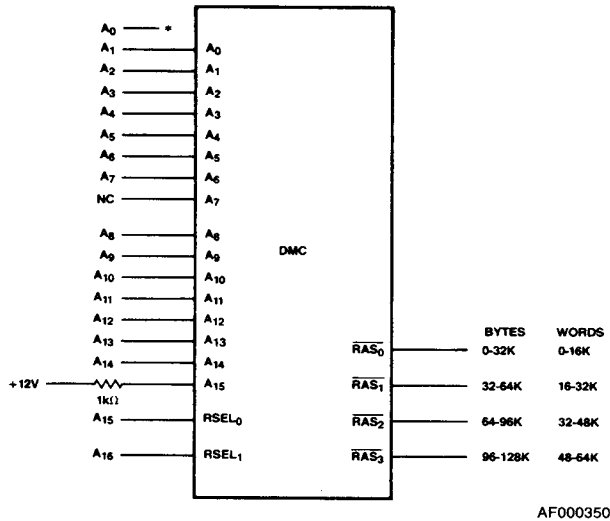 A0 *
A1 A0
A2 A1
A3 A2
A4 A3
A5 A4
A6 A5
A7 A6
NC A7
A8 A8
A9 A9
DMC
A10 A10
A11 A11
A12 A12
A13 A13
BYTES WORDS
RAS0 0-32K 0-16K
A14 A14
+12V A15
1kΩ
RAS1 32-64K 16-32K
A15 RSEL0
RAS2 64-96K 32-48K
A16 RSEL1
RAS3 96-128K 48-64K
AF000350